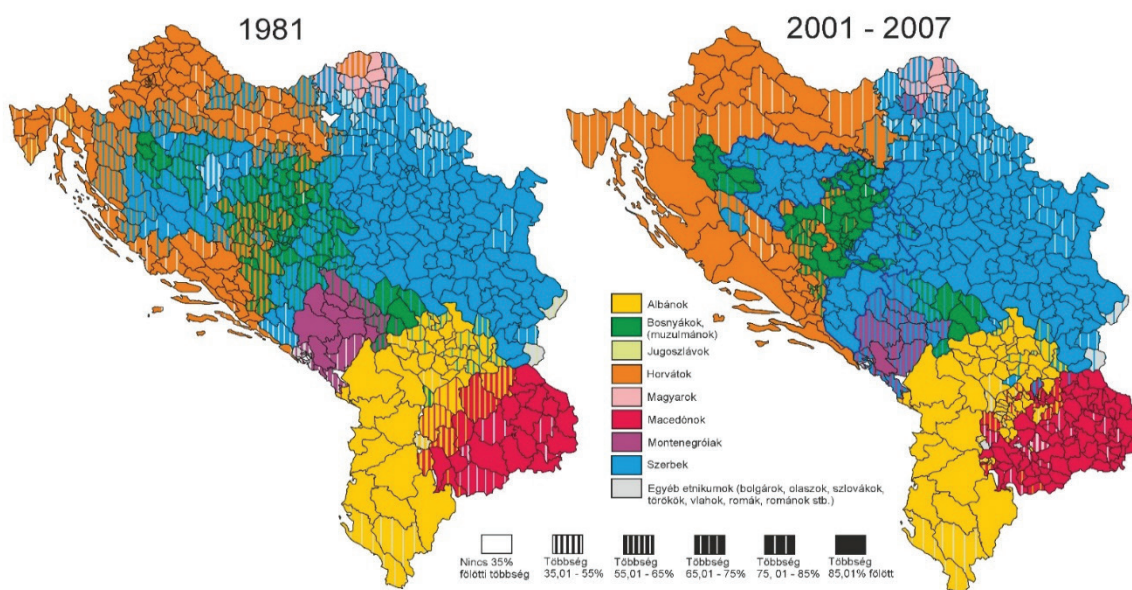 1981
2001 - 2007
Albánok
Bosnyákok,
(muzulmánok)
Jugoszlávok
Horvátok
Magyarok
Macedónok
Montenegróiak
Szerbek
Egyéb etnikumok (bolgárok, olaszok, szlovákok,
törökök, vlahok, romák, románok stb.)
Nincs 35%
fölötti többség
Többség
35,01 - 55%
Többség
55,01 - 65%
Többség
65,01 - 75%
Többség
75, 01 - 85%
Többség
85,01% fölött